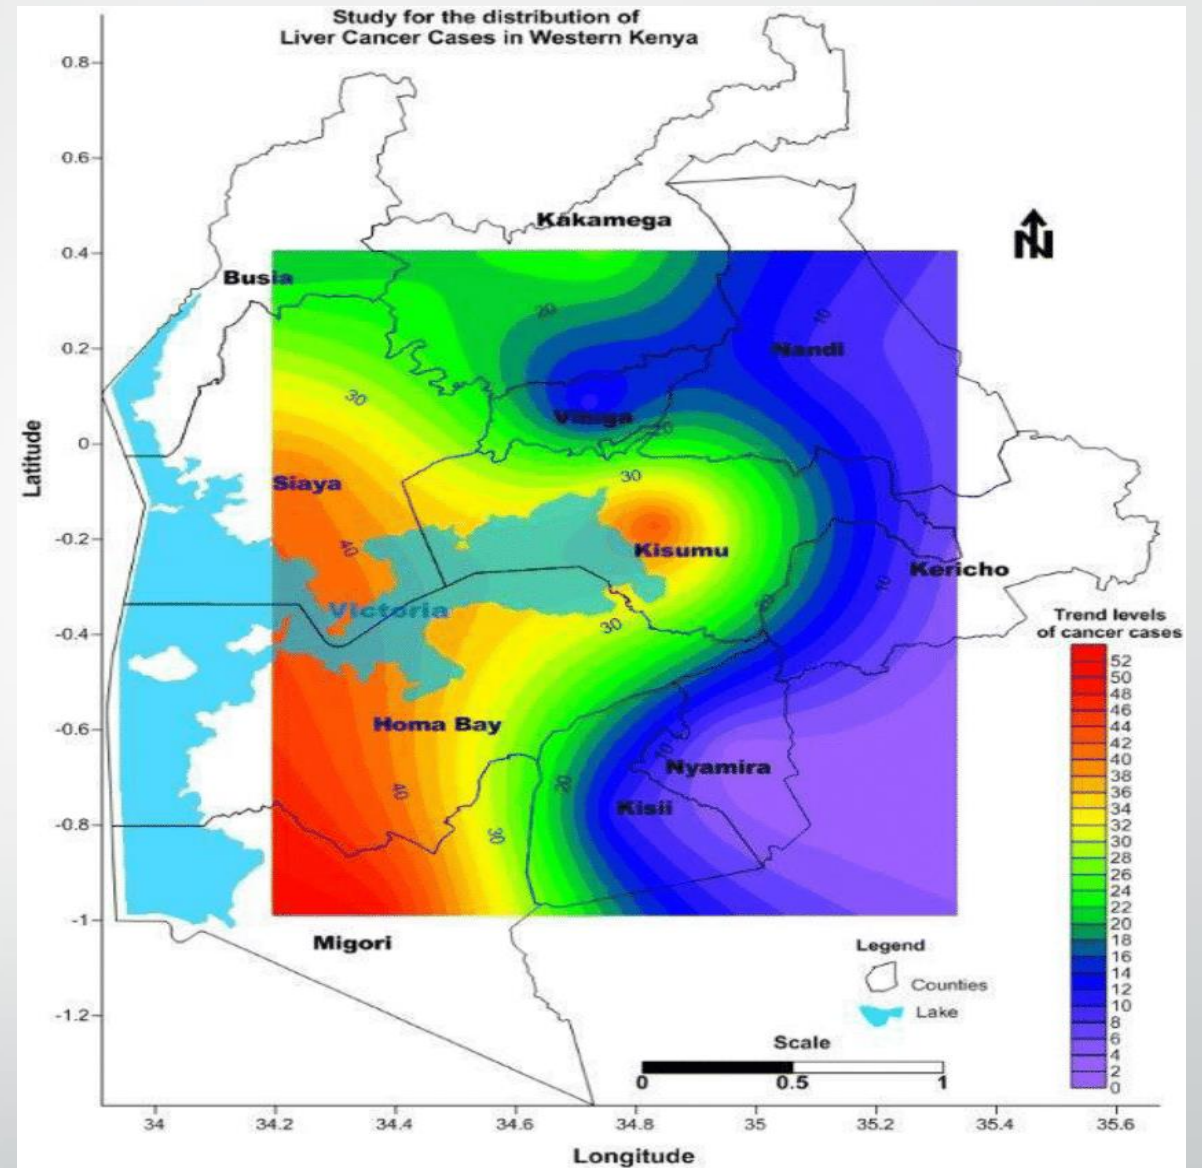 Study for the distribution of
Liver Cancer Cases in Western Kenya
0.8
0.6
Kakamega
N
0.4
Busia
20
10
0.2
Nandi
30
Vihiga
20
0
30
Siaya
-0.2
40
Kisumu
Kericho
10
Victoria
20
30
-0.4
Trend levels
of cancer cases
52
50
48
46
44
42
40
38
36
34
32
30
28
26
24
22
20
18
16
14
12
10
8
6
4
2
0
Homa Bay
-0.6
10
Nyamira
40
20
Kisii
-0.8
30
-1
Migori
Legend
Counties
Lake
-1.2
Scale
0
0.5
1
34
34.2
34.4
34.6
34.8
35
35.2
35.4
35.6
Longitude
Latitude